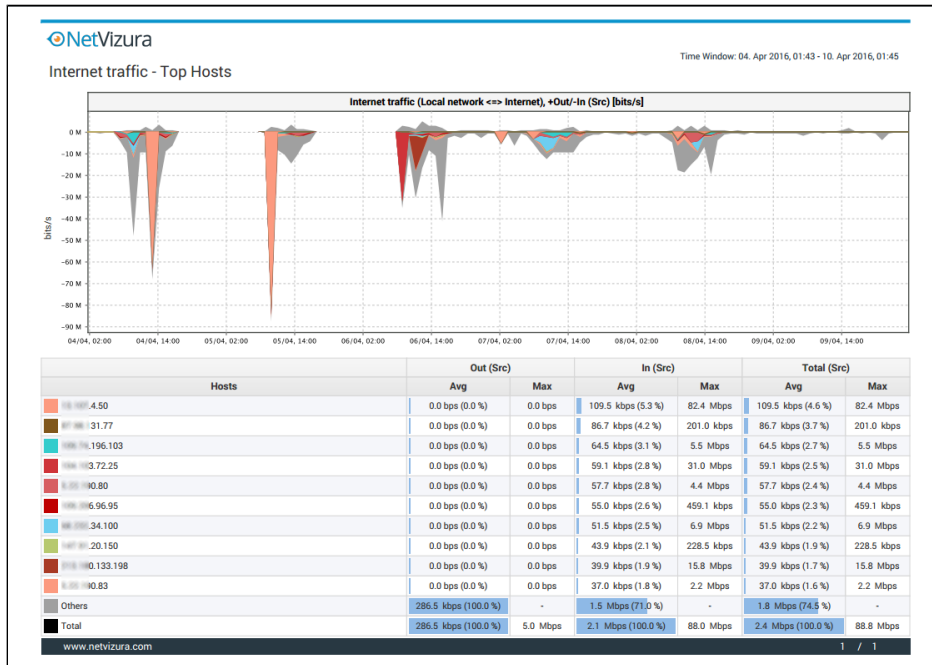 NetVizura
Time Window: 04. Apr 2016, 01:43 - 10. Apr 2016, 01:45
Internet traffic - Top Hosts
Internet traffic (Local network <=> Internet), +Out/-In (Src) [bits/s]
bits/s
0 M
-10 M
-20 M
-30 M
-40 M
-50 M
-60 M
-70 M
-80 M
-90 M
04/04, 02:00 04/04, 14:00 05/04, 02:00 05/04, 14:00 06/04, 02:00 06/04, 14:00 07/04, 02:00 07/04, 14:00 08/04, 02:00 08/04, 14:00 09/04, 02:00 09/04, 14:00
Out (Src) In (Src) Total (Src)
Hosts Avg Max Avg Max Avg Max
.4.50 0.0 bps (0.0 %) 0.0 bps 109.5 kbps (5.3 %) 82.4 Mbps 109.5 kbps (4.6 %) 82.4 Mbps
31.77 0.0 bps (0.0 %) 0.0 bps 86.7 kbps (4.2 %) 201.0 kbps 86.7 kbps (3.7 %) 201.0 kbps
.196.103 0.0 bps (0.0 %) 0.0 bps 64.5 kbps (3.1 %) 5.5 Mbps 64.5 kbps (2.7 %) 5.5 Mbps
3.72.25 0.0 bps (0.0 %) 0.0 bps 59.1 kbps (2.8 %) 31.0 Mbps 59.1 kbps (2.5 %) 31.0 Mbps
0.80 0.0 bps (0.0 %) 0.0 bps 57.7 kbps (2.8 %) 4.4 Mbps 57.7 kbps (2.4 %) 4.4 Mbps
6.96.95 0.0 bps (0.0 %) 0.0 bps 55.0 kbps (2.6 %) 459.1 kbps 55.0 kbps (2.3 %) 459.1 kbps
.34.100 0.0 bps (0.0 %) 0.0 bps 51.5 kbps (2.5 %) 6.9 Mbps 51.5 kbps (2.2 %) 6.9 Mbps
.20.150 0.0 bps (0.0 %) 0.0 bps 43.9 kbps (2.1 %) 228.5 kbps 43.9 kbps (1.9 %) 228.5 kbps
0.133.198 0.0 bps (0.0 %) 0.0 bps 39.9 kbps (1.9 %) 15.8 Mbps 39.9 kbps (1.7 %) 15.8 Mbps
0.83 0.0 bps (0.0 %) 0.0 bps 37.0 kbps (1.8 %) 2.2 Mbps 37.0 kbps (1.6 %) 2.2 Mbps
Others 286.5 kbps (100.0 %) - 1.5 Mbps (71.0 %) - 1.8 Mbps (74.5 %) -
Total 286.5 kbps (100.0 %) 5.0 Mbps 2.1 Mbps (100.0 %) 88.0 Mbps 2.4 Mbps (100.0 %) 88.8 Mbps
www.netvizura.com 1 / 1